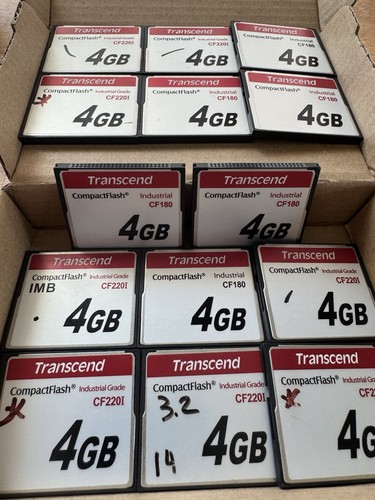 Transcend
CompactFlash® Industrial Grade
CF220I
4GB
Transcend
CompactFlash® Industrial Grade
CF220I
4GB
Transcend
CompactFlash® Industrial
CF180
4GB
Transcend
CompactFlash® Industrial Grade
CF220I
4GB
Transcend
CompactFlash® Industrial
CF180
4GB
Transcend
CompactFlash® Industrial
CF180
4GB
Transcend
CompactFlash® Industrial
CF180
4GB
Transcend
CompactFlash® Industrial
CF180
4GB
Transcend
CompactFlash® Industrial Grade
IMB CF220I
4GB
Transcend
CompactFlash® Industrial
CF180
4GB
Transcend
CompactFlash® Industrial Grade
CF220I
4GB
Transcend
CompactFlash® Industrial Grade
CF220I
4GB
Transcend
CompactFlash® Industrial Grade
CF220I
3.2
4GB
14
Transcend
CompactFlash® Industrial
CF22
4G